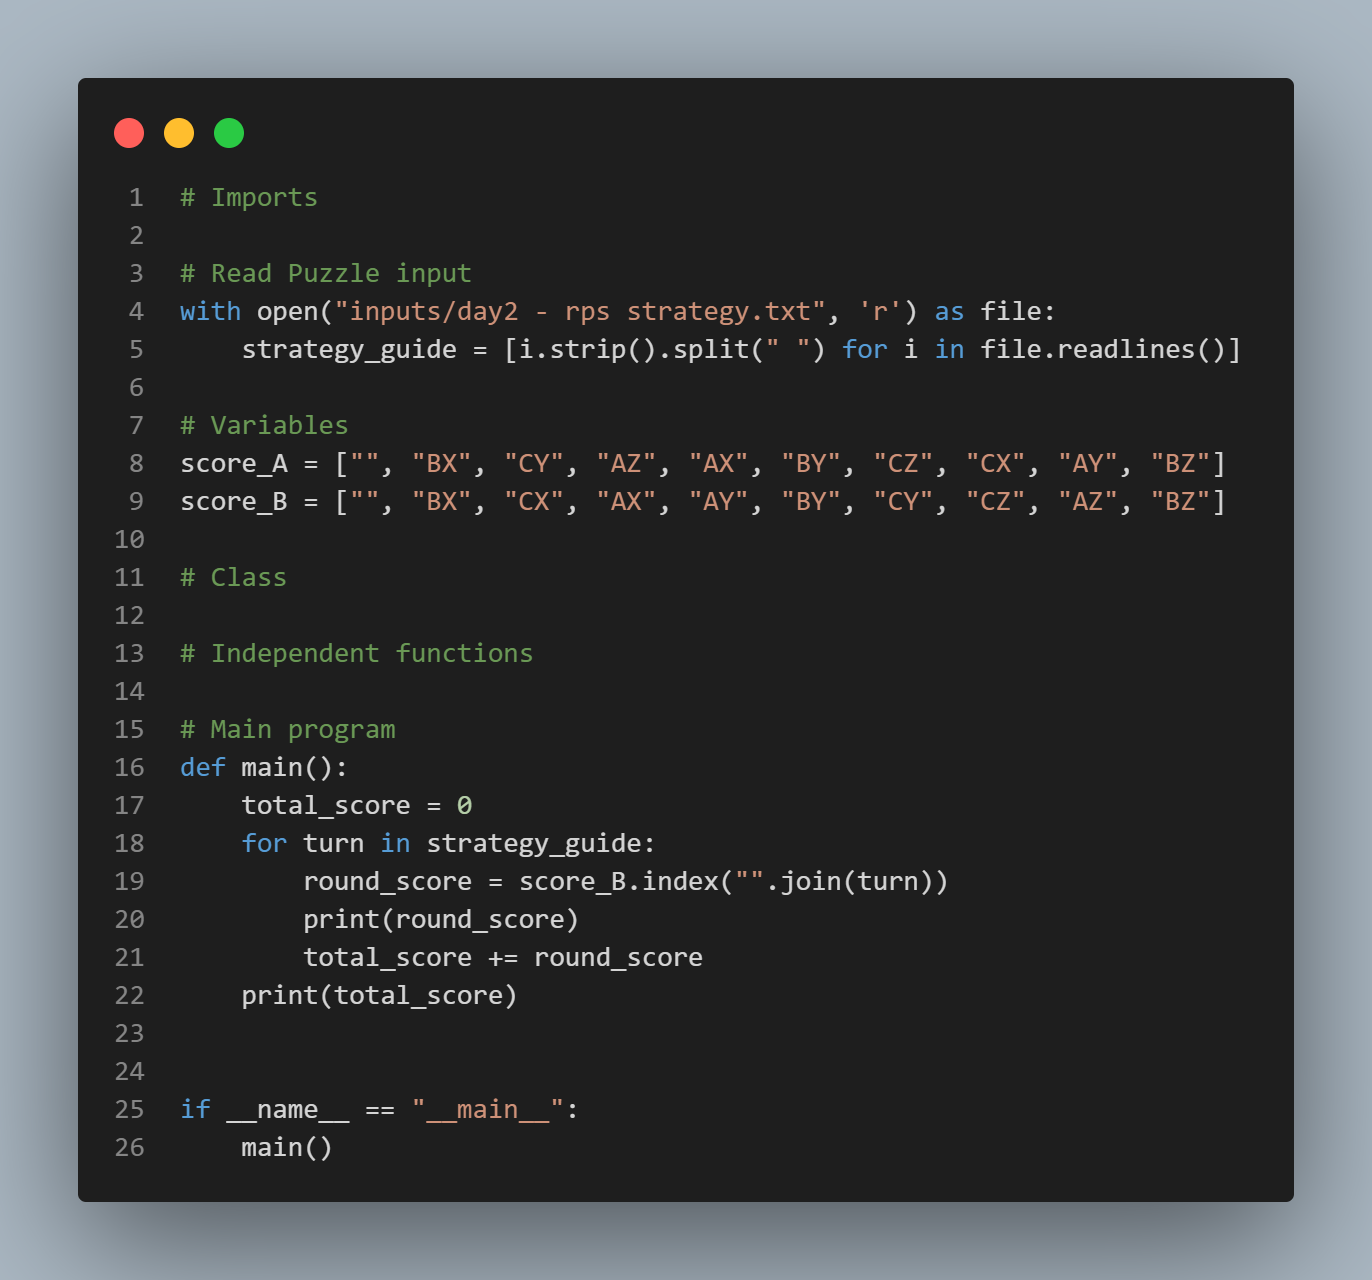 1 # Imports
2
3 # Read Puzzle input
4 with open("inputs/day2 - rps strategy.txt", 'r') as file:
5     strategy_guide = [i.strip().split(" ") for i in file.readlines()]
6
7 # Variables
8 score_A = ["", "BX", "CY", "AZ", "AX", "BY", "CZ", "CX", "AY", "BZ"]
9 score_B = ["", "BX", "CX", "AX", "AY", "BY", "CY", "CZ", "AZ", "BZ"]
10
11 # Class
12
13 # Independent functions
14
15 # Main program
16 def main():
17     total_score = 0
18     for turn in strategy_guide:
19         round_score = score_B.index("".join(turn))
20         print(round_score)
21         total_score += round_score
22     print(total_score)
23
24
25 if __name__ == "__main__":
26     main()